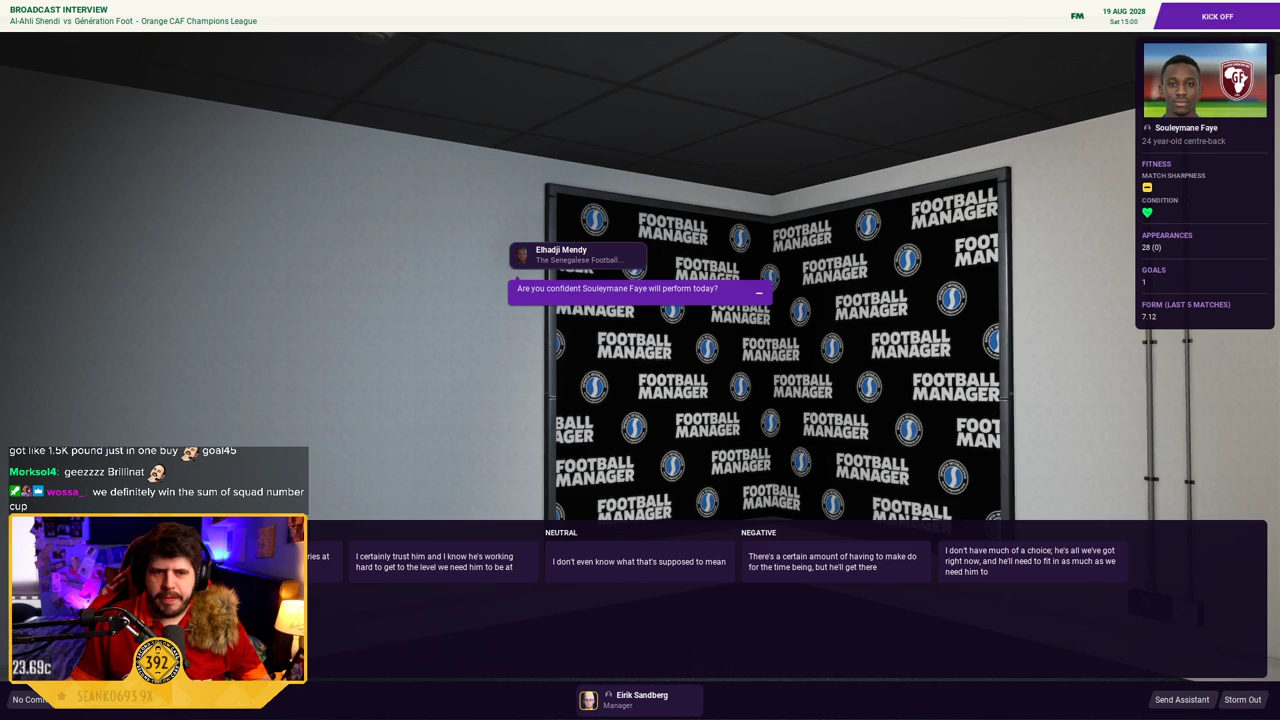 BROADCAST INTERVIEW
Al-Ahli Shendi vs Génération Foot - Orange CAF Champions League
FM
19 AUG 2028
Sat 15:00
KICK OFF
Souleymane Faye
24 year-old centre-back
FITNESS
MATCH SHARPNESS
CONDITION
APPEARANCES
28 (0)
GOALS
1
FORM (LAST 5 MATCHES)
7.12
Elhadji Mendy
The Senegalese Football...
Are you confident Souleymane Faye will perform today?
FOOTBALL MANAGER
got like 1.5K pound just in one buy goal45
Morksol4: geezzzz Brillinat
wossa_: we definitely win the sum of squad number
cup
NEUTRAL
NEGATIVE
ries at
I certainly trust him and I know he's working
hard to get to the level we need him to be at
I don't even know what that's supposed to mean
There's a certain amount of having to make do
for the time being, but he'll get there
I don't have much of a choice; he's all we've got
right now, and he'll need to fit in as much as we
need him to
23.69c
392
SEANKO693 9X
No Comm
Eirik Sandberg
Manager
Send Assistant
Storm Out